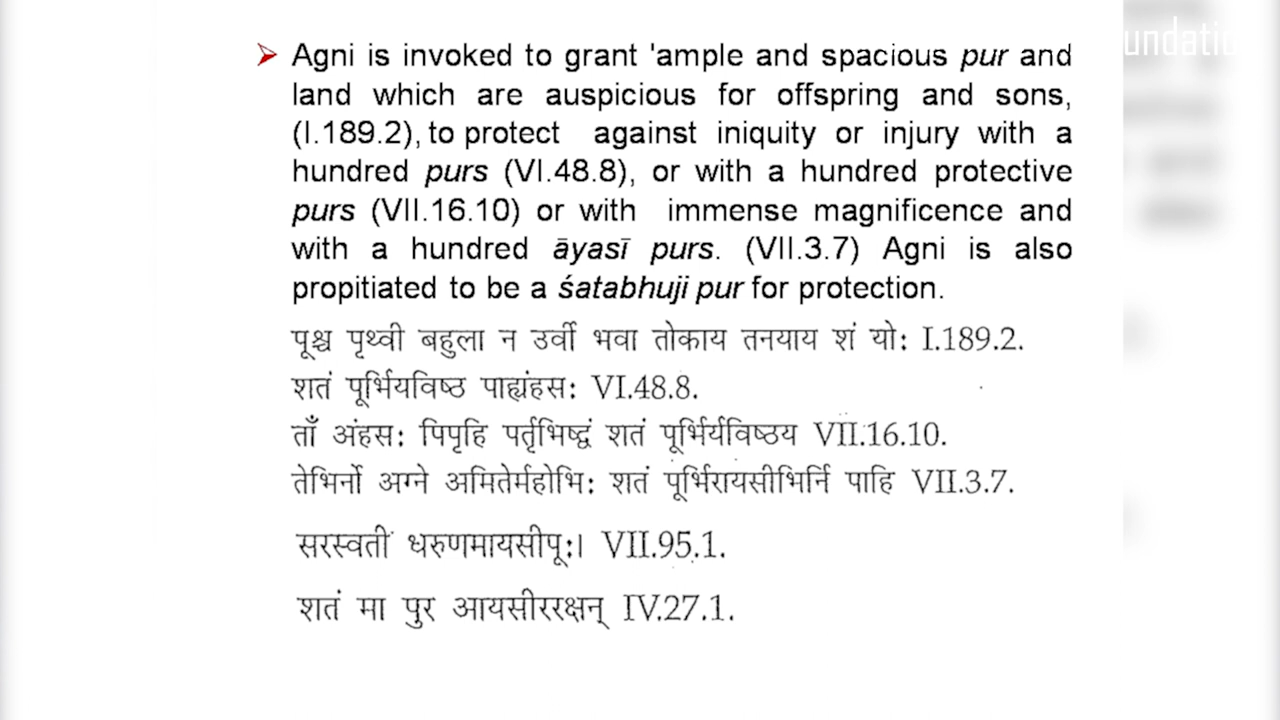 ➢ Agni is invoked to grant 'ample and spacious pur and
land which are auspicious for offspring and sons,
(I.189.2), to protect against iniquity or injury with a
hundred purs (VI.48.8), or with a hundred protective
purs (VII.16.10) or with immense magnificence and
with a hundred āyasī purs. (VII.3.7) Agni is also
propitiated to be a śatabhuji pur for protection.
पूश्च पृथ्वी बहुला न उर्वी भवा तोकाय तनयाय शं यो: I.189.2.
शतं पूर्भियविष्ठ पाह्यंहस: VI.48.8.
ताँ अंहस: पिपृहि पर्तृभिष्द्वं शतं पूर्भिर्यविष्ठय VII.16.10.
तेभिर्नो अग्ने अमितेर्महोभि: शतं पूर्भिरायसीभिर्नि पाहि VII.3.7.
सरस्वती धरुणमायसीपू:। VII.95.1.
शतं मा पुर आयसीररक्षन् IV.27.1.